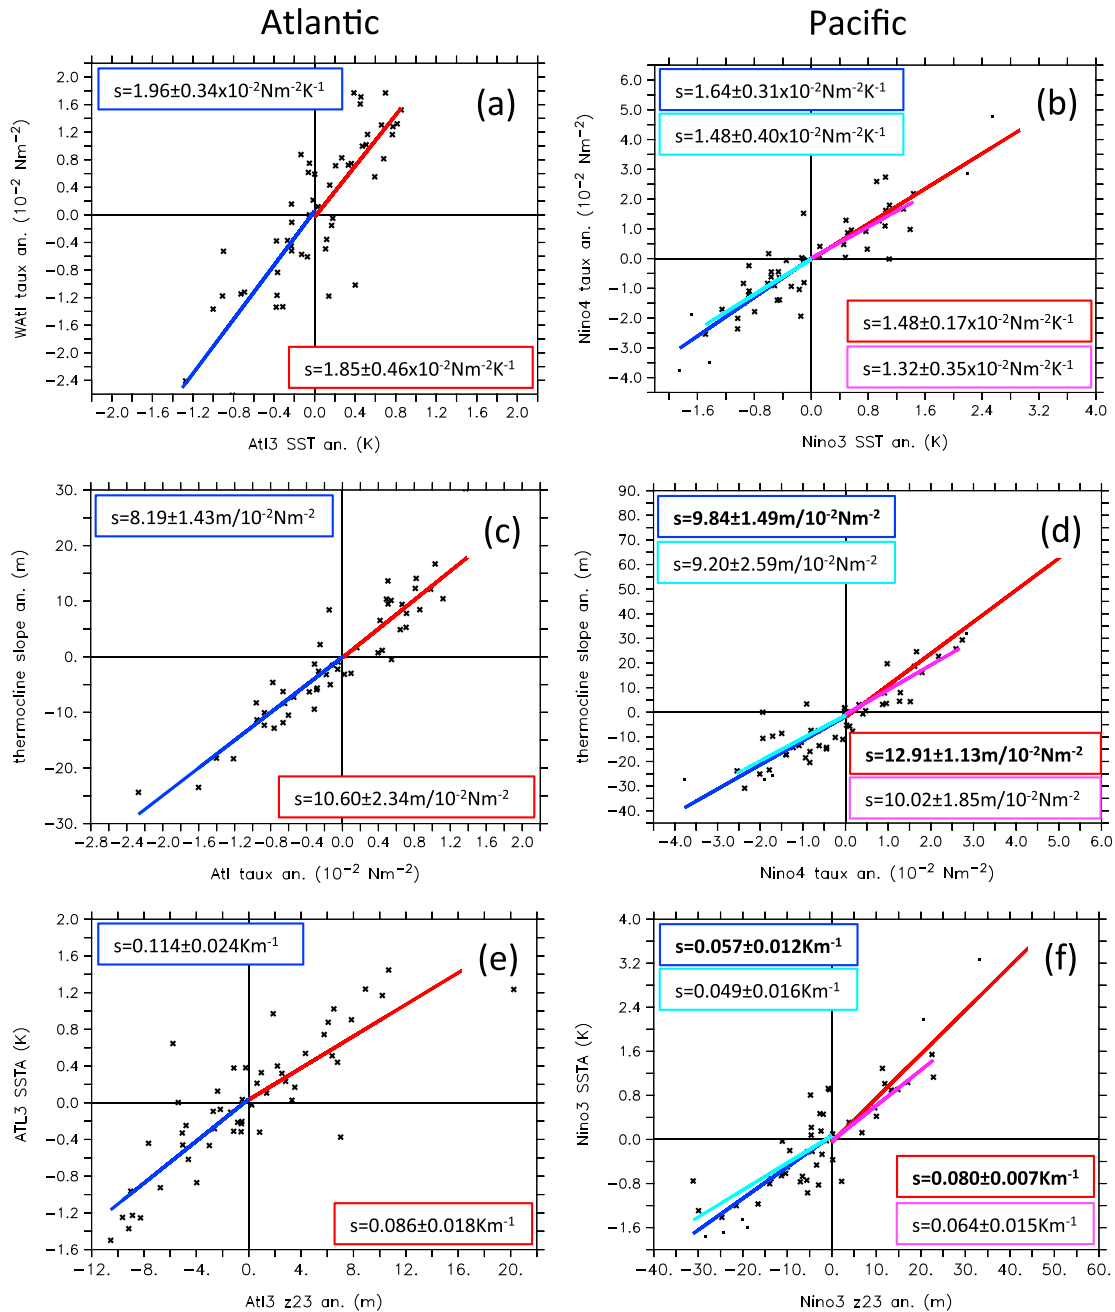 Atlantic
Pacific
(a)
s=1.96±0.34x10⁻²Nm⁻²K⁻¹
s=1.85±0.46x10⁻²Nm⁻²K⁻¹
WAtl taux an. (10⁻² Nm⁻²)
2.0
1.6
1.2
0.8
0.4
0.0
−0.4
−0.8
−1.2
−1.6
−2.0
−2.4
−2.0 −1.6 −1.2 −0.8 −0.4 0.0 0.4 0.8 1.2 1.6 2.0
Atl3 SST an. (K)
(b)
s=1.64±0.31x10⁻²Nm⁻²K⁻¹
s=1.48±0.40x10⁻²Nm⁻²K⁻¹
s=1.48±0.17x10⁻²Nm⁻²K⁻¹
s=1.32±0.35x10⁻²Nm⁻²K⁻¹
Nino4 taux an. (10⁻² Nm⁻²)
6.0
5.0
4.0
3.0
2.0
1.0
0.0
−1.0
−2.0
−3.0
−4.0
−1.6 −0.8 0.0 0.8 1.6 2.4 3.2 4.0
Nino3 SST an. (K)
(c)
s=8.19±1.43m/10⁻²Nm⁻²
s=10.60±2.34m/10⁻²Nm⁻²
thermocline slope an. (m)
30.
20.
10.
0.
−10.
−20.
−30.
−2.8 −2.4 −2.0 −1.6 −1.2 −0.8 −0.4 0.0 0.4 0.8 1.2 1.6 2.0
Atl taux an. (10⁻² Nm⁻²)
(d)
s=9.84±1.49m/10⁻²Nm⁻²
s=9.20±2.59m/10⁻²Nm⁻²
s=12.91±1.13m/10⁻²Nm⁻²
s=10.02±1.85m/10⁻²Nm⁻²
thermocline slope an. (m)
90.
80.
70.
60.
50.
40.
30.
20.
10.
0.
−10.
−20.
−30.
−40.
−4.0 −3.0 −2.0 −1.0 0.0 1.0 2.0 3.0 4.0 5.0 6.0
Nino4 taux an. (10⁻² Nm⁻²)
(e)
s=0.114±0.024Km⁻¹
s=0.086±0.018Km⁻¹
ATL3 SSTA (K)
2.0
1.6
1.2
0.8
0.4
0.0
−0.4
−0.8
−1.2
−1.6
−12. −8. −4. 0. 4. 8. 12. 16. 20.
Atl3 z23 an. (m)
(f)
s=0.057±0.012Km⁻¹
s=0.049±0.016Km⁻¹
s=0.080±0.007Km⁻¹
s=0.064±0.015Km⁻¹
Nino3 SSTA (K)
4.0
3.2
2.4
1.6
0.8
0.0
−0.8
−1.6
−40. −30. −20. −10. 0. 10. 20. 30. 40. 50. 60.
Nino3 z23 an. (m)